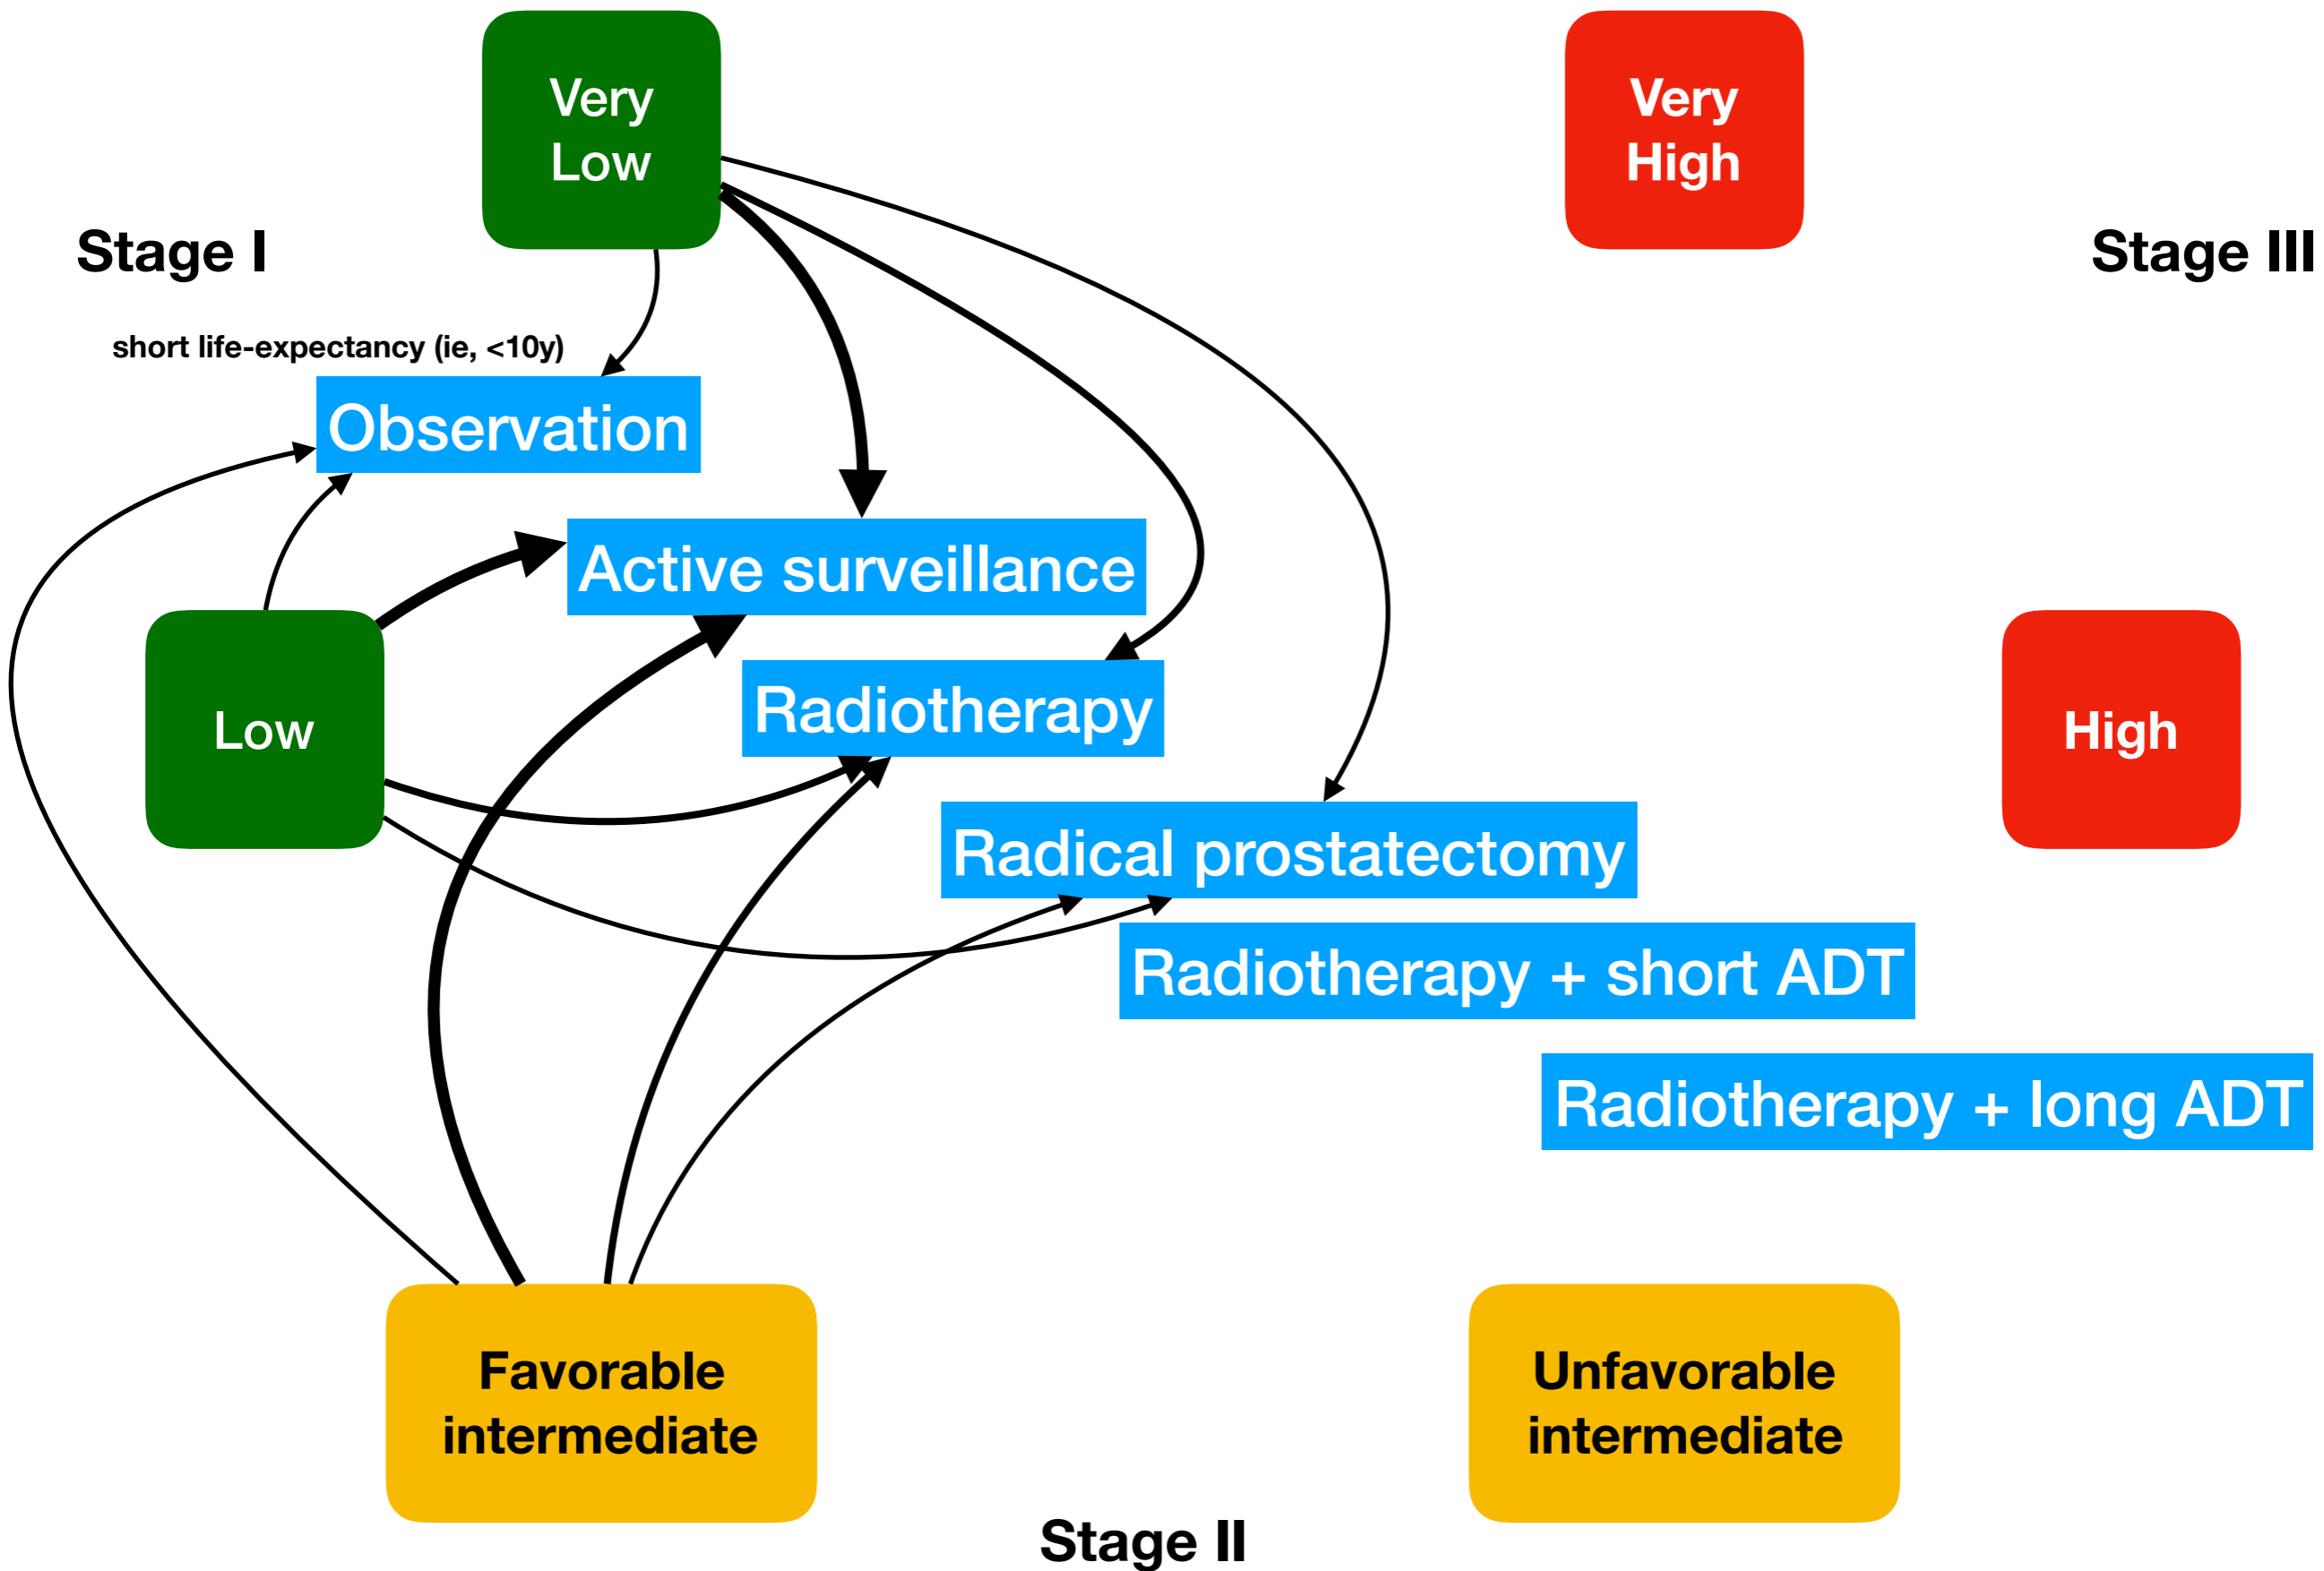 Very
Low
Very
High
Stage I
Stage III
short life-expectancy (ie, <10y)
Observation
Active surveillance
Radiotherapy
Low
High
Radical prostatectomy
Radiotherapy + short ADT
Radiotherapy + long ADT
Favorable
intermediate
Unfavorable
intermediate
Stage II